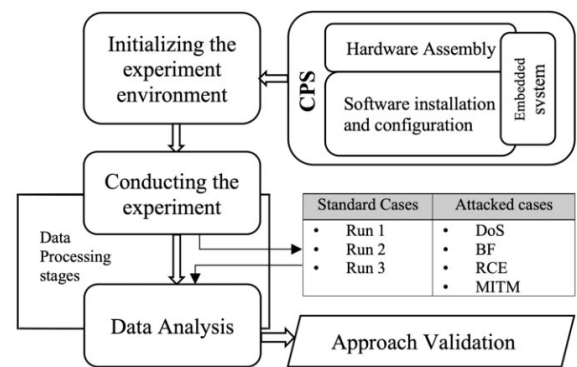 Initializing the
experiment
environment
CPS
Hardware Assembly
Software installation
and configuration
Embedded
system
Conducting the
experiment
Data
Processing
stages
Standard Cases
Attacked cases
• Run 1
• DoS
• Run 2
• BF
• Run 3
• RCE
• MITM
Data Analysis
Approach Validation